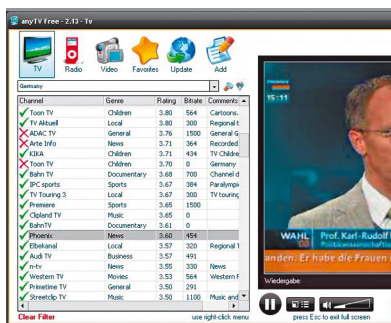 anyTV Free - 2.13 - Tv
TV Radio Video Favorites Update Add
Germany
Channel Genre Rating Bitrate Comments
Toon TV Children 3.80 564 Cartoons.
TV Aktuell Local 3.80 300 Regional t
ADAC TV General 3.76 1500 General G
Arte Info News 3.71 364 Recorded
KIKA Children 3.71 434 TV Childre
Toon TV Children 3.70 0 Germany
Bahn TV Documentary 3.68 700 Channel d
IPC sports Sports 3.67 384 Paralympi
TV Touring 3 Local 3.67 300 TV touring
Premiere Sports 3.65 1500
Clipland TV Music 3.65 0
BahnTV Documentary 3.61 0
Phoenix News 3.60 454
Elbekanal Local 3.57 320 Regional T
Audi TV Business 3.57 491
n-tv News 3.55 330 News
Western TV Movies 3.53 564 Western F
Primetime TV General 3.50 291
Streetclip TV Music 3.50 1100 Music and
Clear Filter use right-click menu
15:11
WAHL Prof. Karl-Rudolf
08 Politikwissenschaftlo
anden. Er habe die Frauen
Wiedergabe:
press Esc to exit full screen